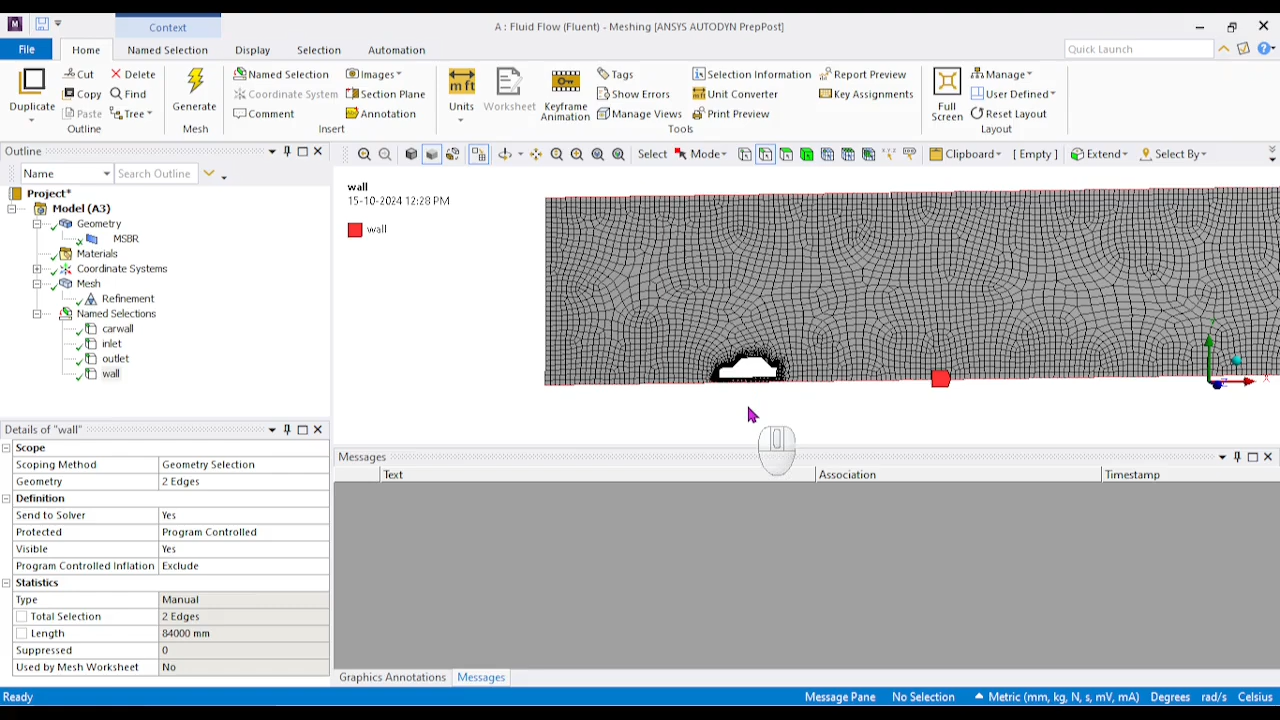 Context
A : Fluid Flow (Fluent) - Meshing [ANSYS AUTODYN PrepPost]
File Home Named Selection Display Selection Automation
Quick Launch
Duplicate
Cut
Copy
Paste
Delete
Find
Tree
Outline
Generate
Mesh
Named Selection
Coordinate System
Comment
Images
Section Plane
Annotation
Insert
Units
Worksheet
Keyframe
Animation
Tags
Show Errors
Manage Views
Selection Information
Unit Converter
Print Preview
Report Preview
Key Assignments
Tools
Full
Screen
Manage
User Defined
Reset Layout
Layout
Outline
Name
Search Outline
Select Mode Clipboard [ Empty ] Extend Select By
Project*
Model (A3)
Geometry
MSBR
Materials
Coordinate Systems
Mesh
Refinement
Named Selections
carwall
inlet
outlet
wall
wall
15-10-2024 12:28 PM
wall
X
Details of "wall"
Scope
Scoping Method Geometry Selection
Geometry 2 Edges
Definition
Send to Solver Yes
Protected Program Controlled
Visible Yes
Program Controlled Inflation Exclude
Statistics
Type Manual
Total Selection 2 Edges
Length 84000 mm
Suppressed 0
Used by Mesh Worksheet No
Messages
Text Association Timestamp
Graphics Annotations Messages
Ready Message Pane No Selection Metric (mm, kg, N, s, mV, mA) Degrees rad/s Celsius